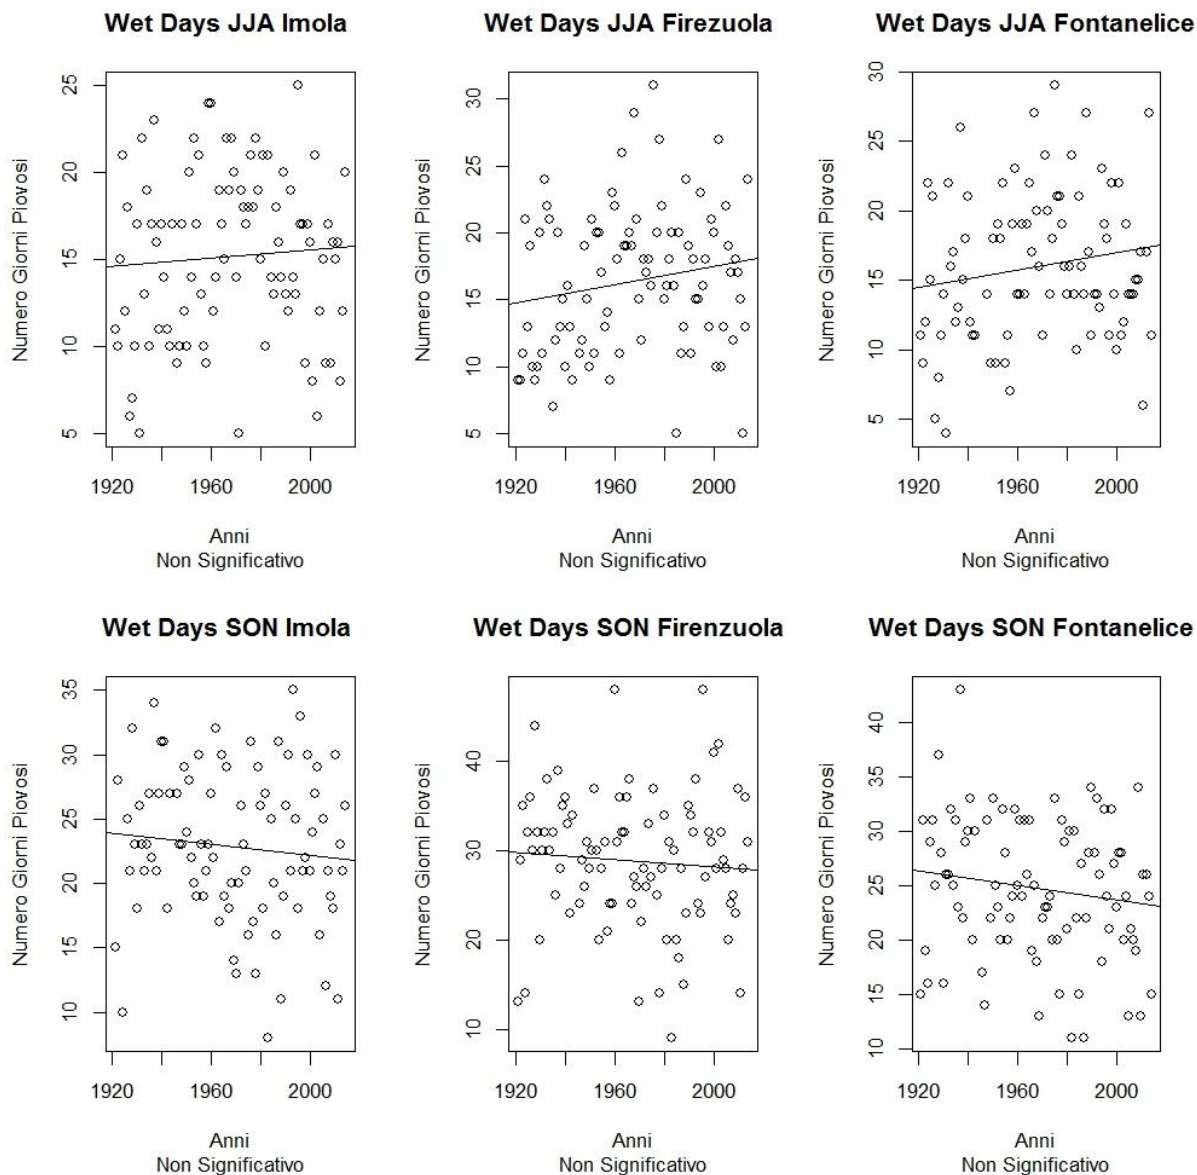 Wet Days JJA Imola
Wet Days JJA Firezuola
Wet Days JJA Fontanelice
Numero Giorni Piovosi
5 10 15 20 25
1920 1960 2000
Anni
Non Significativo
Numero Giorni Piovosi
5 10 15 20 25 30
1920 1960 2000
Anni
Non Significativo
Numero Giorni Piovosi
5 10 15 20 25 30
1920 1960 2000
Anni
Non Significativo
Wet Days SON Imola
Wet Days SON Firenzuola
Wet Days SON Fontanelice
Numero Giorni Piovosi
10 15 20 25 30 35
1920 1960 2000
Anni
Non Significativo
Numero Giorni Piovosi
10 20 30 40
1920 1960 2000
Anni
Non Significativo
Numero Giorni Piovosi
10 15 20 25 30 35 40
1920 1960 2000
Anni
Non Significativo